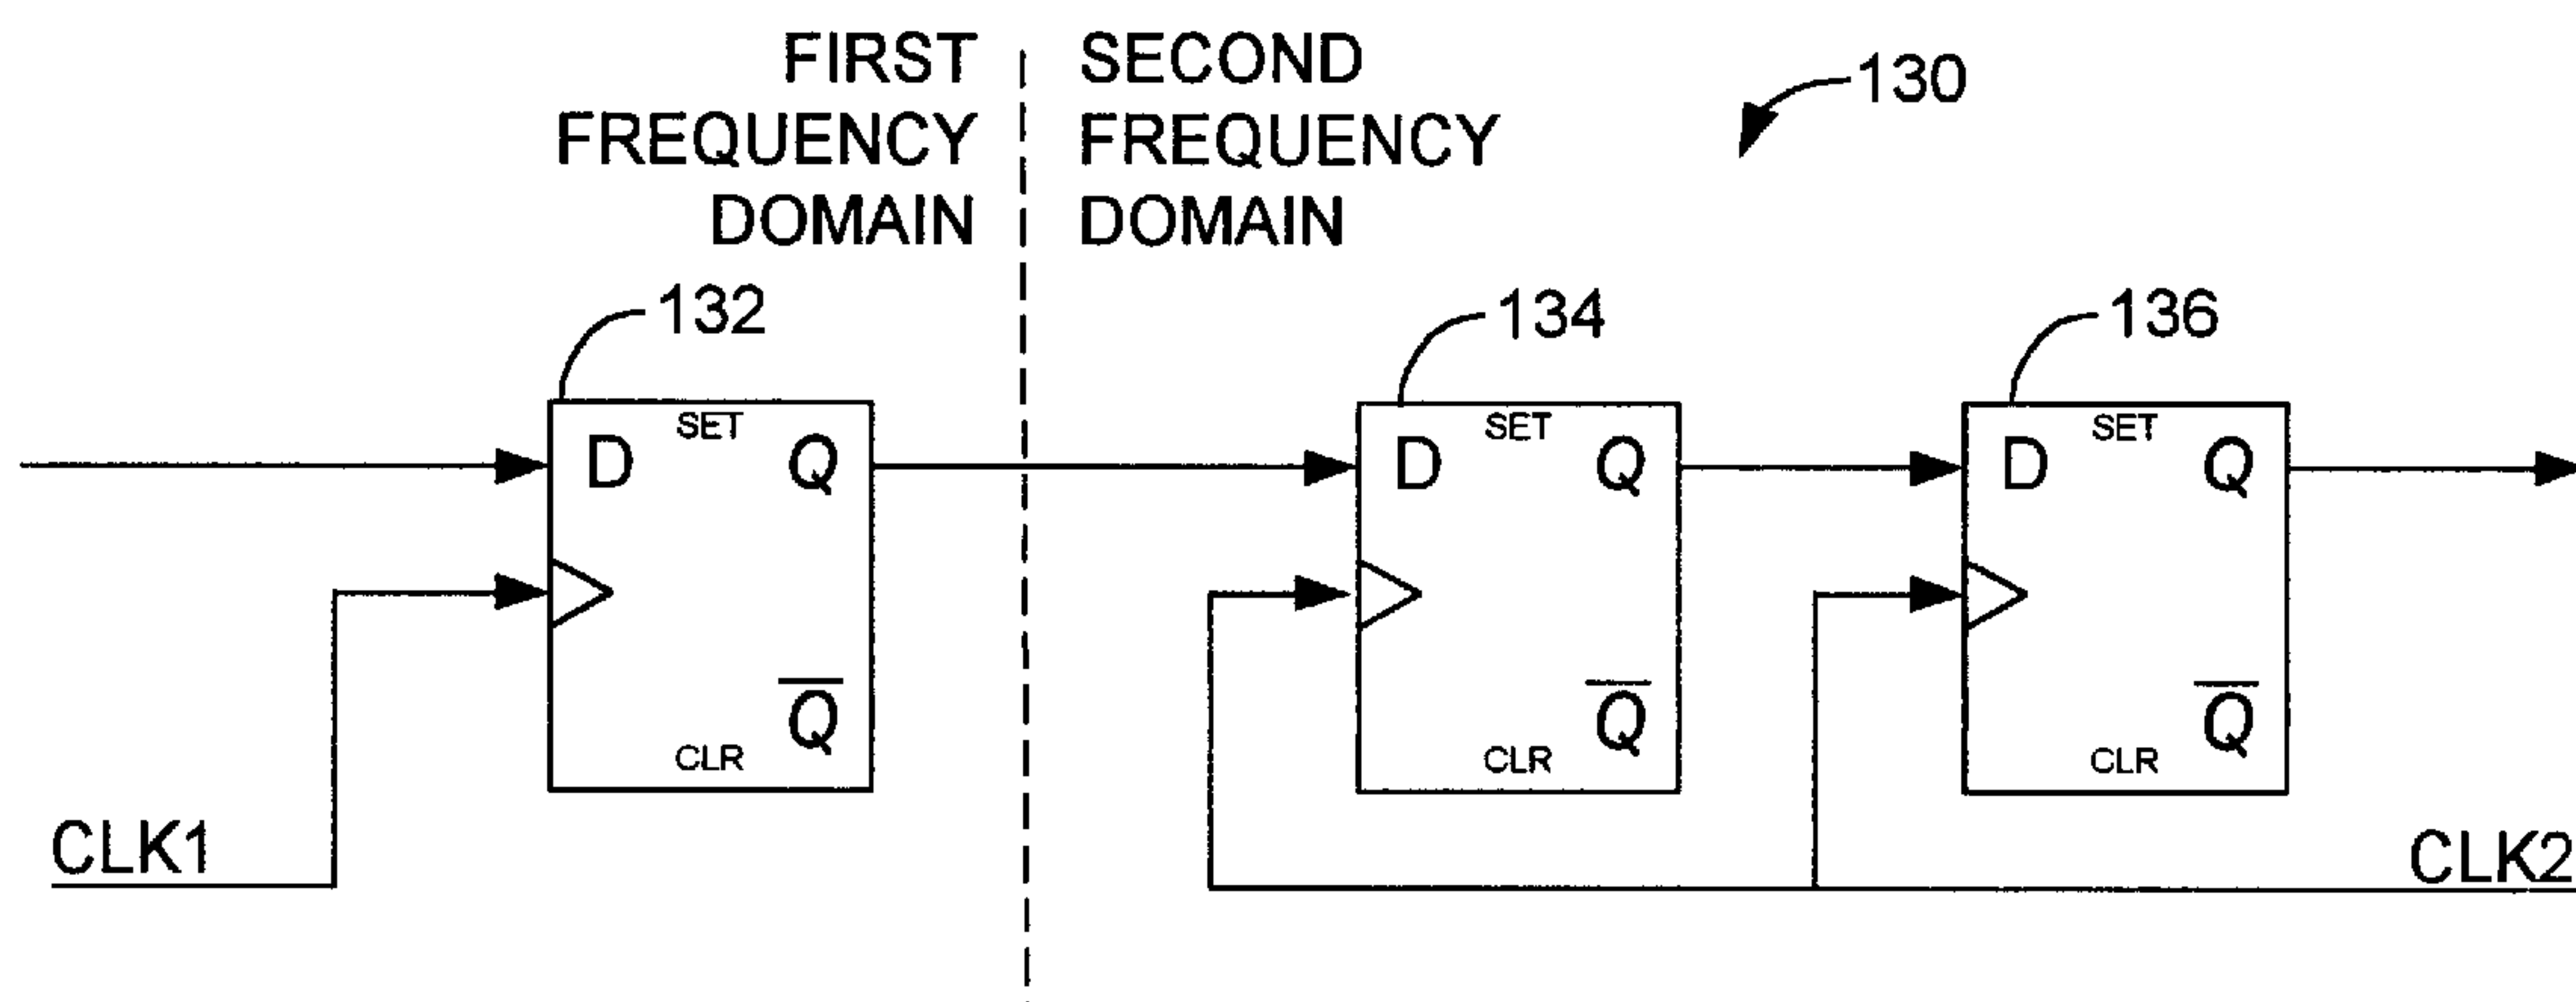 FIRST
FREQUENCY
DOMAIN
SECOND
FREQUENCY
DOMAIN
130
132
134
136
D SET Q
Q̅
CLR
D SET Q
Q̅
CLR
D SET Q
Q̅
CLR
CLK1
CLK2